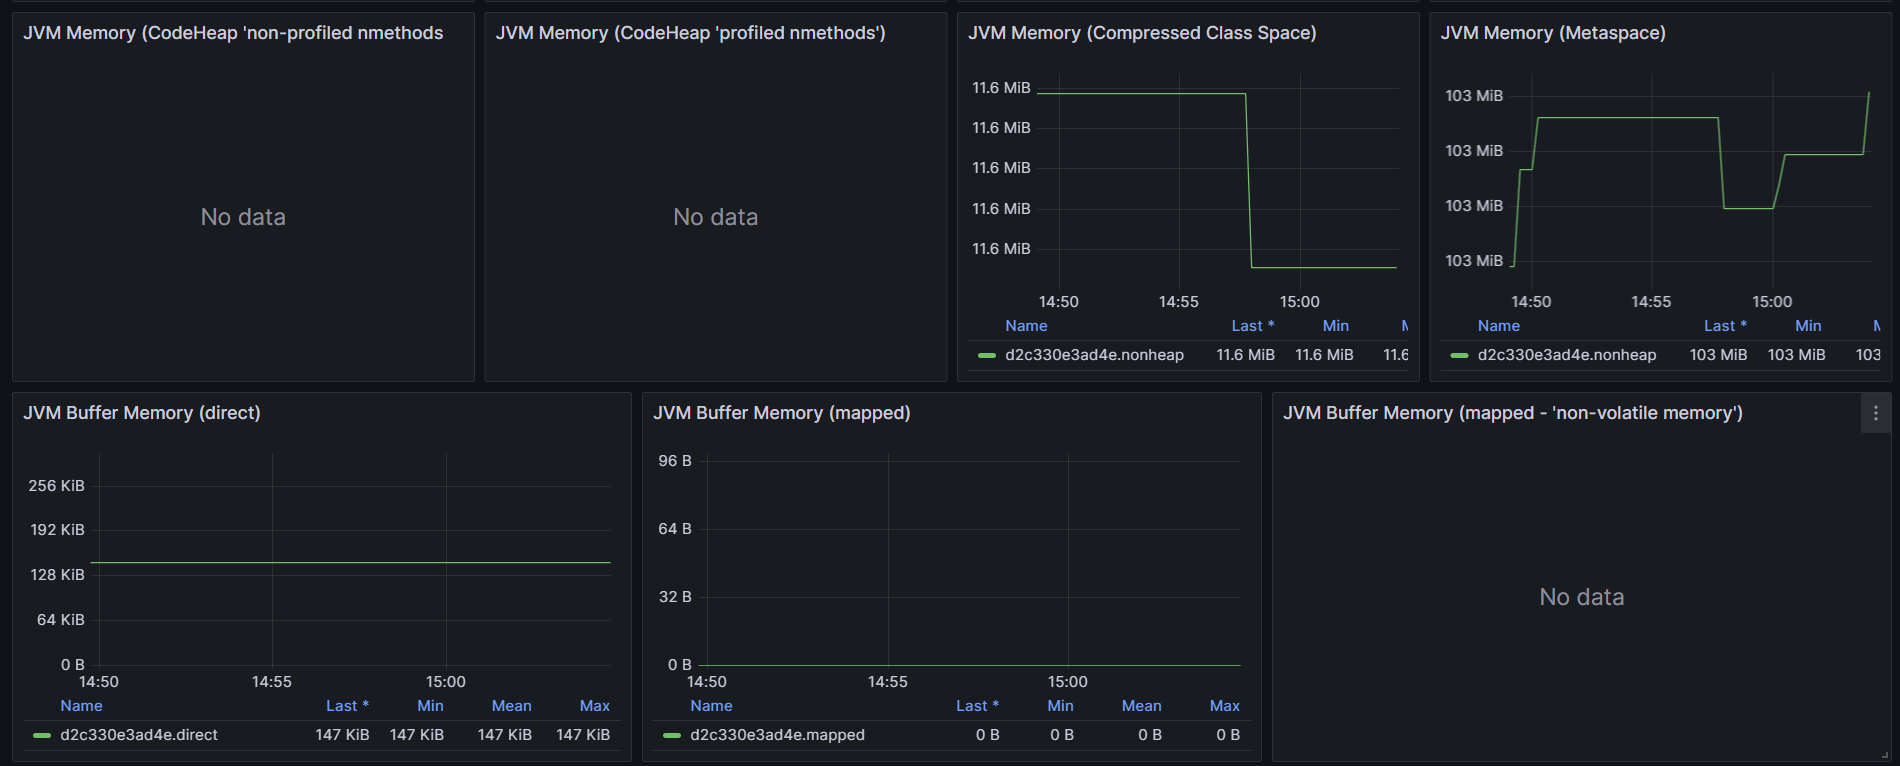 JVM Memory (CodeHeap 'non-profiled nmethods
No data
JVM Memory (CodeHeap 'profiled nmethods')
No data
JVM Memory (Compressed Class Space)
11.6 MiB
11.6 MiB
11.6 MiB
11.6 MiB
11.6 MiB
14:50 14:55 15:00
Name Last * Min M
d2c330e3ad4e.nonheap 11.6 MiB 11.6 MiB 11.6
JVM Memory (Metaspace)
103 MiB
103 MiB
103 MiB
103 MiB
14:50 14:55 15:00
Name Last * Min M
d2c330e3ad4e.nonheap 103 MiB 103 MiB 103
JVM Buffer Memory (direct)
256 KiB
192 KiB
128 KiB
64 KiB
0 B
14:50 14:55 15:00
Name Last * Min Mean Max
d2c330e3ad4e.direct 147 KiB 147 KiB 147 KiB 147 KiB
JVM Buffer Memory (mapped)
96 B
64 B
32 B
0 B
14:50 14:55 15:00
Name Last * Min Mean Max
d2c330e3ad4e.mapped 0 B 0 B 0 B 0 B
JVM Buffer Memory (mapped - 'non-volatile memory')
No data